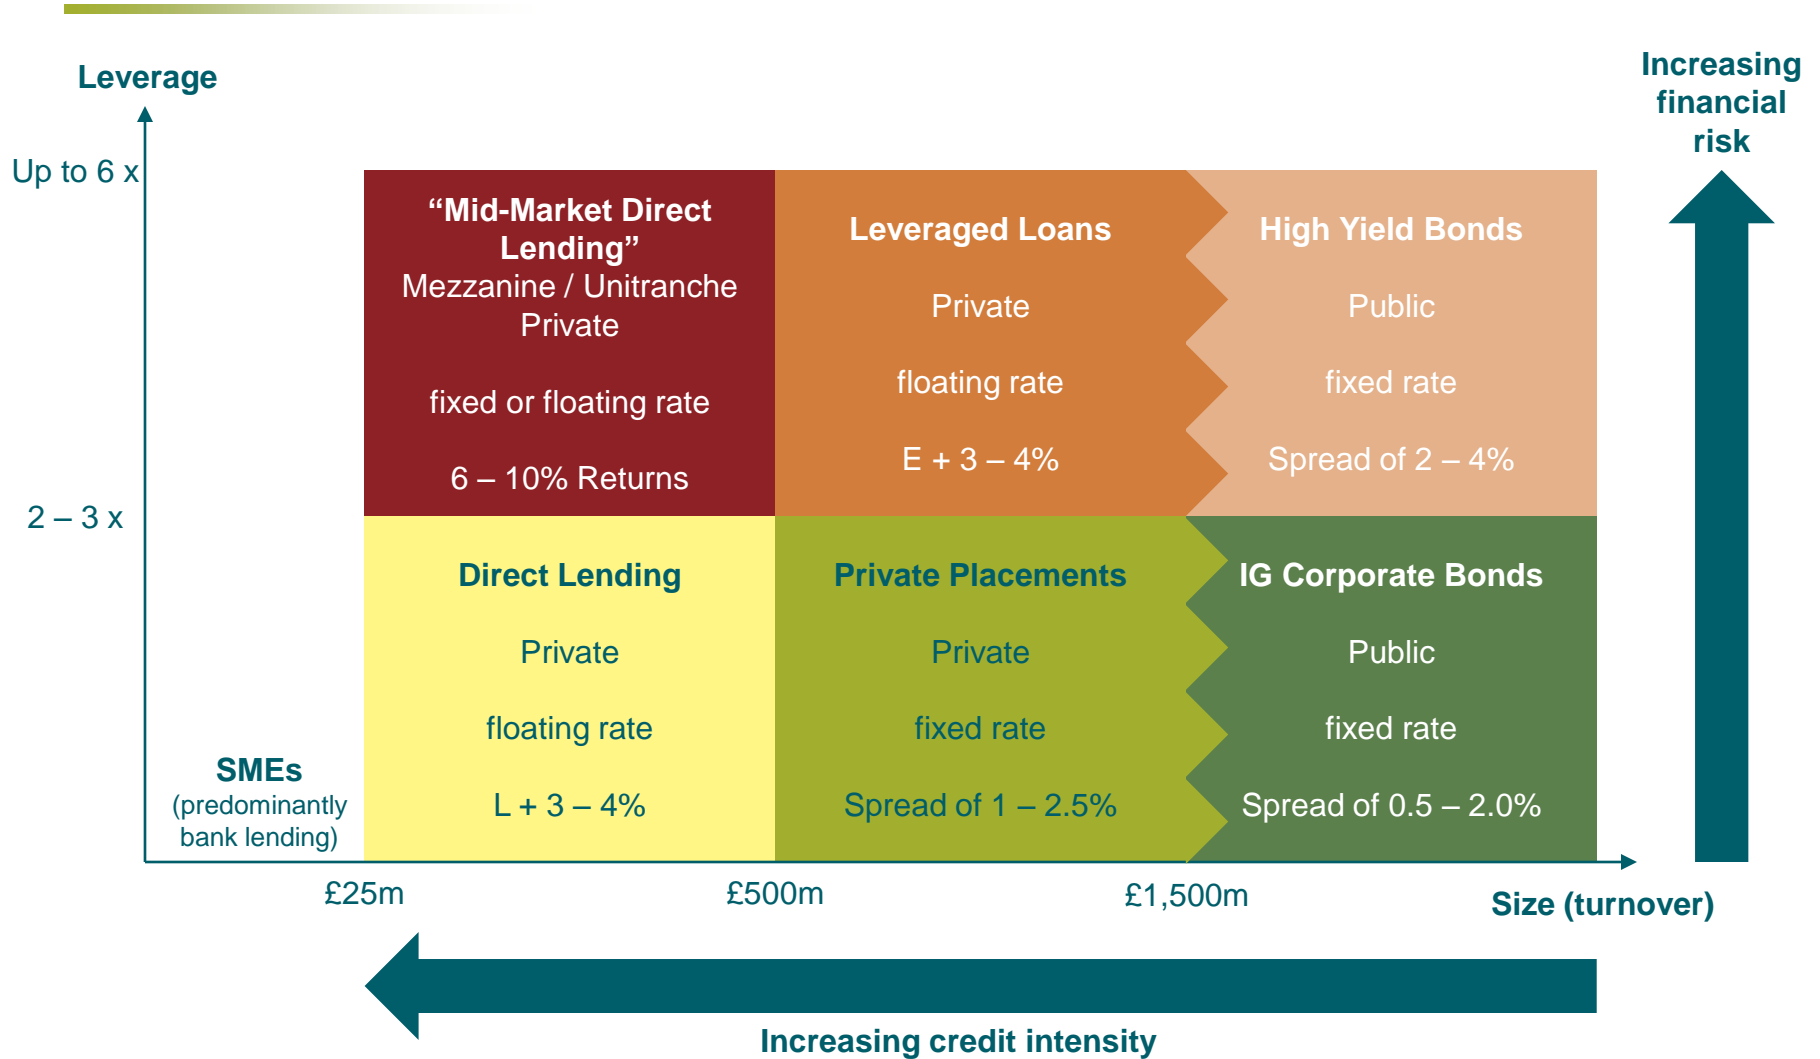 Leverage
Increasing
financial
risk
Up to 6 x
“Mid-Market Direct
Lending”
Mezzanine / Unitranche
Private
fixed or floating rate
6 – 10% Returns
Leveraged Loans
Private
floating rate
E + 3 – 4%
High Yield Bonds
Public
fixed rate
Spread of 2 – 4%
2 – 3 x
Direct Lending
Private
floating rate
L + 3 – 4%
Private Placements
Private
fixed rate
Spread of 1 – 2.5%
IG Corporate Bonds
Public
fixed rate
Spread of 0.5 – 2.0%
SMEs
(predominantly
bank lending)
£25m
£500m
£1,500m
Size (turnover)
Increasing credit intensity